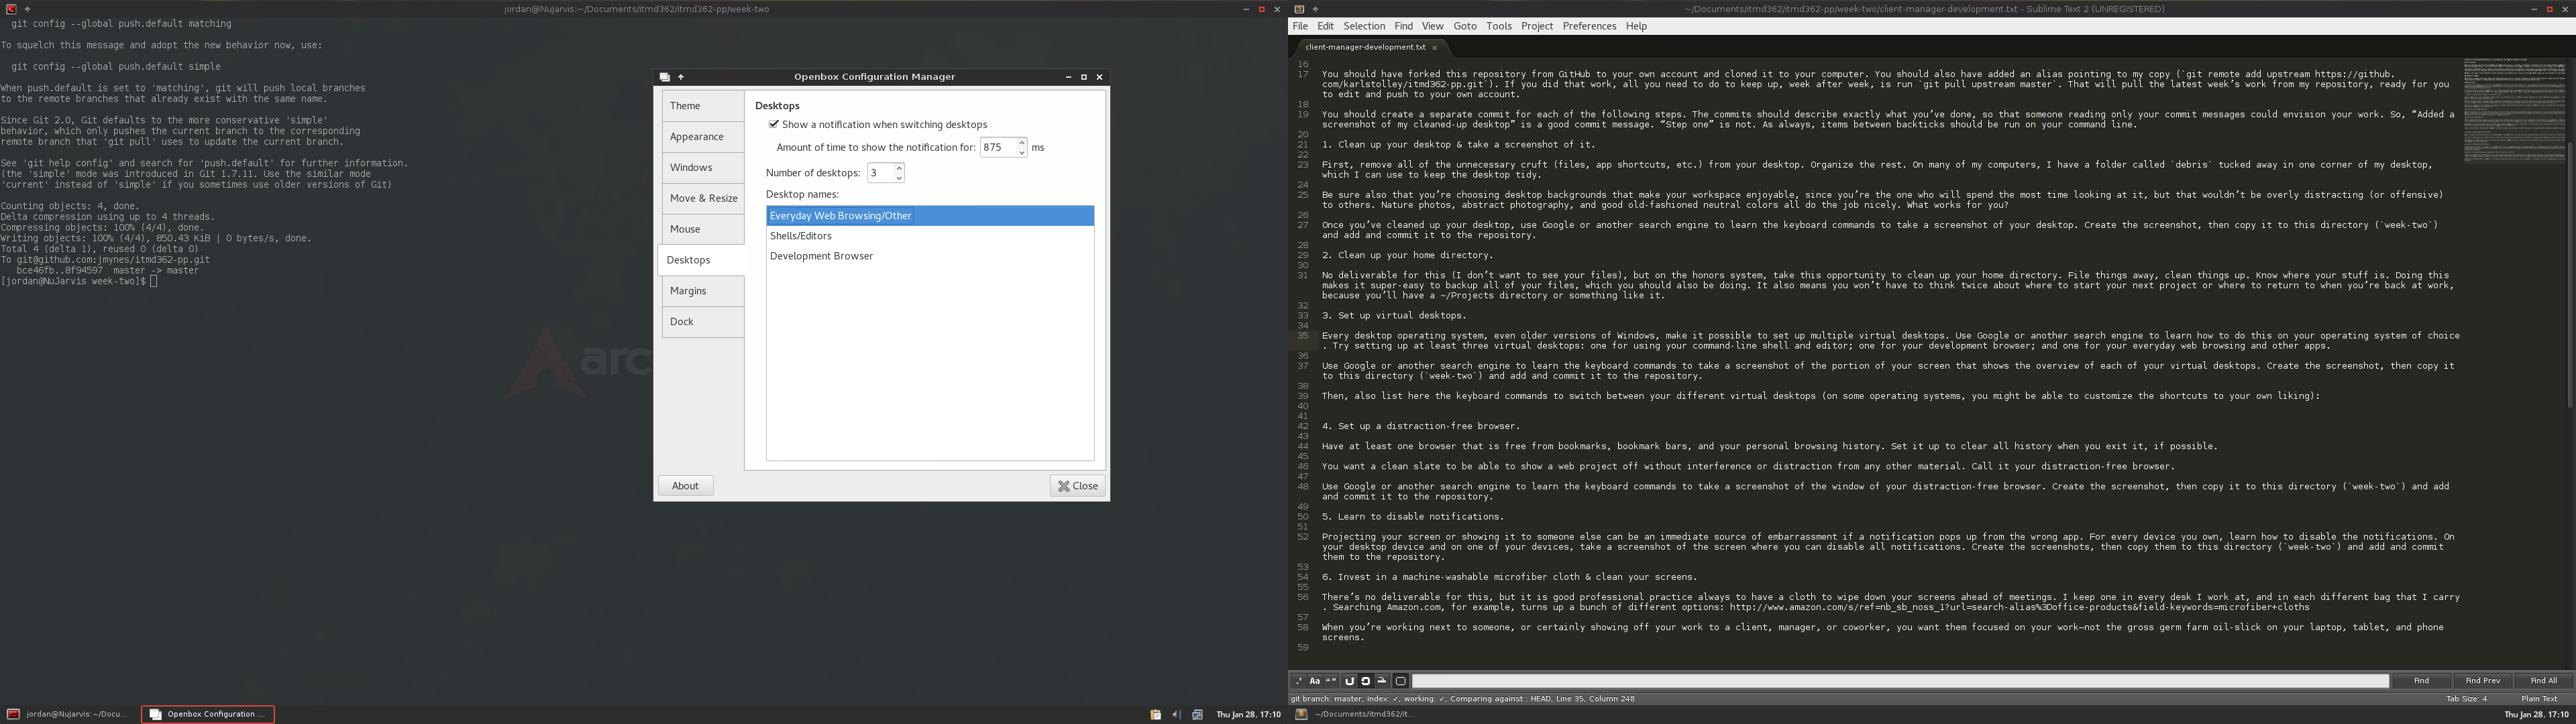 jordan@NuJarvis:~/Documents/itmd362/itmd362-pp/week-two
git config --global push.default matching
To squelch this message and adopt the new behavior now, use:
git config --global push.default simple
When push.default is set to 'matching', git will push local branches
to the remote branches that already exist with the same name.
Since Git 2.0, Git defaults to the more conservative 'simple'
behavior, which only pushes the current branch to the corresponding
remote branch that 'git pull' uses to update the current branch.
See 'git help config' and search for 'push.default' for further information.
(the 'simple' mode was introduced in Git 1.7.11. Use the similar mode
'current' instead of 'simple' if you sometimes use older versions of Git)
Counting objects: 4, done.
Delta compression using up to 4 threads.
Compressing objects: 100% (4/4), done.
Writing objects: 100% (4/4), 850.43 KiB | 0 bytes/s, done.
Total 4 (delta 1), reused 0 (delta 0)
To git@github.com:jmynes/itmd362-pp.git
bce46fb..8f94597  master -> master
[jordan@NuJarvis week-two]$
arc
Openbox Configuration Manager
Theme
Appearance
Windows
Move & Resize
Mouse
Desktops
Margins
Dock
Desktops
Show a notification when switching desktops
Amount of time to show the notification for: 875 ms
Number of desktops: 3
Desktop names:
Everyday Web Browsing/Other
Shells/Editors
Development Browser
About
Close
jordan@NuJarvis:~/Docu...
Openbox Configuration ...
Thu Jan 28, 17:10
~/Documents/itmd362/itmd362-pp/week-two/client-manager-development.txt - Sublime Text 2 (UNREGISTERED)
File Edit Selection Find View Goto Tools Project Preferences Help
client-manager-development.txt
16
17 You should have forked this repository from GitHub to your own account and cloned it to your computer. You should also have added an alias pointing to my copy (`git remote add upstream https://github.
com/karlstolley/itmd362-pp.git`). If you did that work, all you need to do to keep up, week after week, is run `git pull upstream master`. That will pull the latest week’s work from my repository, ready for you
to edit and push to your own account.
18
19 You should create a separate commit for each of the following steps. The commits should describe exactly what you’ve done, so that someone reading only your commit messages could envision your work. So, “Added a
screenshot of my cleaned-up desktop” is a good commit message. “Step one” is not. As always, items between backticks should be run on your command line.
20
21 1. Clean up your desktop & take a screenshot of it.
22
23 First, remove all of the unnecessary cruft (files, app shortcuts, etc.) from your desktop. Organize the rest. On many of my computers, I have a folder called `debris` tucked away in one corner of my desktop,
which I can use to keep the desktop tidy.
24
25 Be sure also that you’re choosing desktop backgrounds that make your workspace enjoyable, since you’re the one who will spend the most time looking at it, but that wouldn’t be overly distracting (or offensive)
to others. Nature photos, abstract photography, and good old-fashioned neutral colors all do the job nicely. What works for you?
26
27 Once you’ve cleaned up your desktop, use Google or another search engine to learn the keyboard commands to take a screenshot of your desktop. Create the screenshot, then copy it to this directory (`week-two`)
and add and commit it to the repository.
28
29 2. Clean up your home directory.
30
31 No deliverable for this (I don’t want to see your files), but on the honors system, take this opportunity to clean up your home directory. File things away, clean things up. Know where your stuff is. Doing this
makes it super-easy to backup all of your files, which you should also be doing. It also means you won’t have to think twice about where to start your next project or where to return to when you’re back at work,
because you’ll have a ~/Projects directory or something like it.
32
33 3. Set up virtual desktops.
34
35 Every desktop operating system, even older versions of Windows, make it possible to set up multiple virtual desktops. Use Google or another search engine to learn how to do this on your operating system of choice
. Try setting up at least three virtual desktops: one for using your command-line shell and editor; one for your development browser; and one for your everyday web browsing and other apps.
36
37 Use Google or another search engine to learn the keyboard commands to take a screenshot of the portion of your screen that shows the overview of each of your virtual desktops. Create the screenshot, then copy it
to this directory (`week-two`) and add and commit it to the repository.
38
39 Then, also list here the keyboard commands to switch between your different virtual desktops (on some operating systems, you might be able to customize the shortcuts to your own liking):
40
41
42 4. Set up a distraction-free browser.
43
44 Have at least one browser that is free from bookmarks, bookmark bars, and your personal browsing history. Set it up to clear all history when you exit it, if possible.
45
46 You want a clean slate to be able to show a web project off without interference or distraction from any other material. Call it your distraction-free browser.
47
48 Use Google or another search engine to learn the keyboard commands to take a screenshot of the window of your distraction-free browser. Create the screenshot, then copy it to this directory (`week-two`) and add
and commit it to the repository.
49
50 5. Learn to disable notifications.
51
52 Projecting your screen or showing it to someone else can be an immediate source of embarrassment if a notification pops up from the wrong app. For every device you own, learn how to disable the notifications. On
your desktop device and on one of your devices, take a screenshot of the screen where you can disable all notifications. Create the screenshots, then copy them to this directory (`week-two`) and add and commit
them to the repository.
53
54 6. Invest in a machine-washable microfiber cloth & clean your screens.
55
56 There’s no deliverable for this, but it is good professional practice always to have a cloth to wipe down your screens ahead of meetings. I keep one in every desk I work at, and in each different bag that I carry
. Searching Amazon.com, for example, turns up a bunch of different options: http://www.amazon.com/s/ref=nb_sb_noss_1?url=search-alias%3Doffice-products&field-keywords=microfiber+cloths
57
58 When you’re working next to someone, or certainly showing off your work to a client, manager, or coworker, you want them focused on your work—not the gross germ farm oil-slick on your laptop, tablet, and phone
screens.
59
.* Aa “” Find Find Prev Find All
git branch: master, index: ✓, working: ✓, Comparing against : HEAD, Line 35, Column 248 Tab Size: 4 Plain Text
~/Documents/itmd362/it...
Thu Jan 28, 17:10